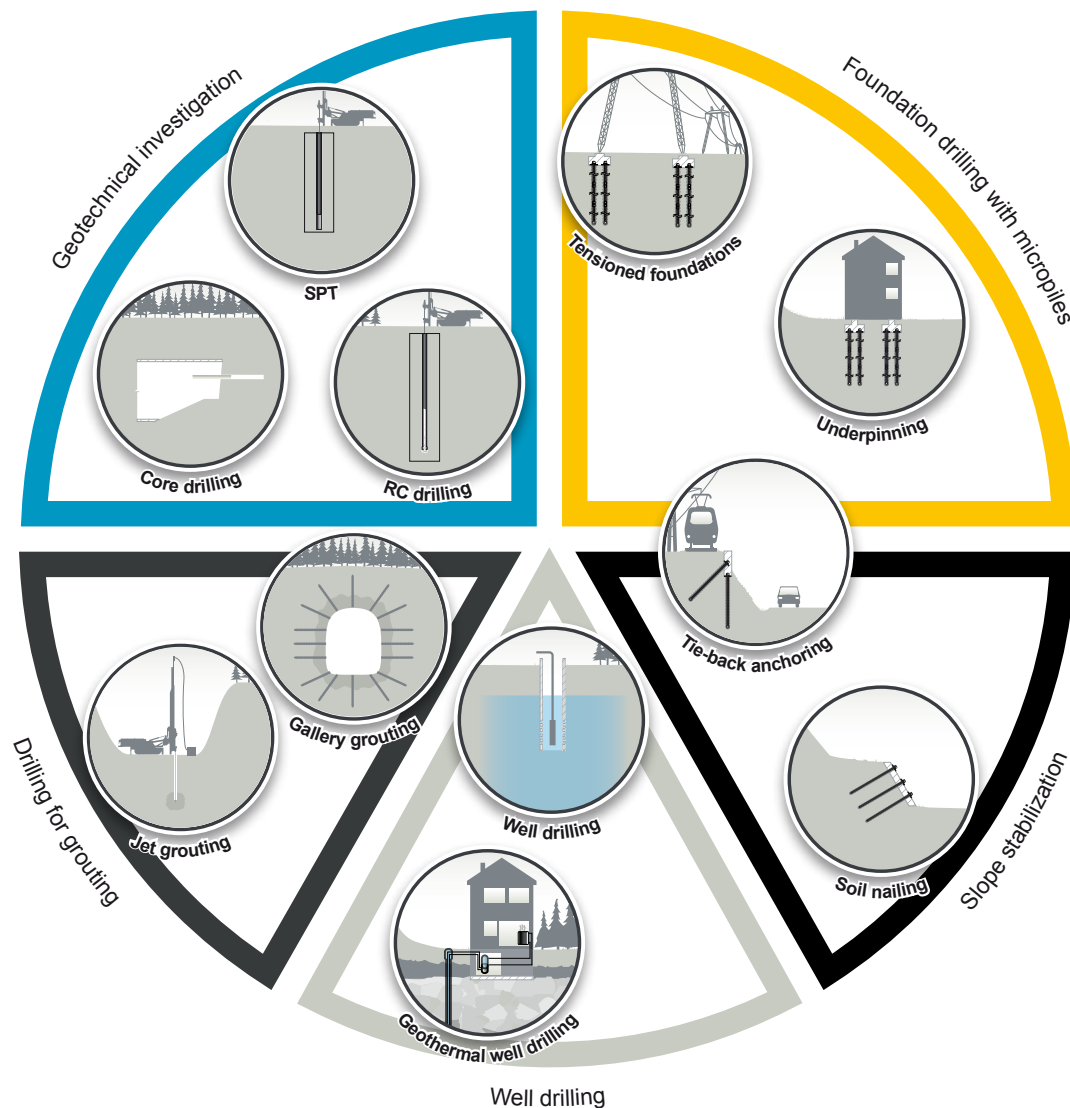 Geotechnical investigation
SPT
Core drilling
RC drilling
Foundation drilling with micropiles
Tensioned foundations
Underpinning
Drilling for grouting
Gallery grouting
Jet grouting
Well drilling
Geothermal well drilling
Well drilling
Tie-back anchoring
Soil nailing
Slope stabilization